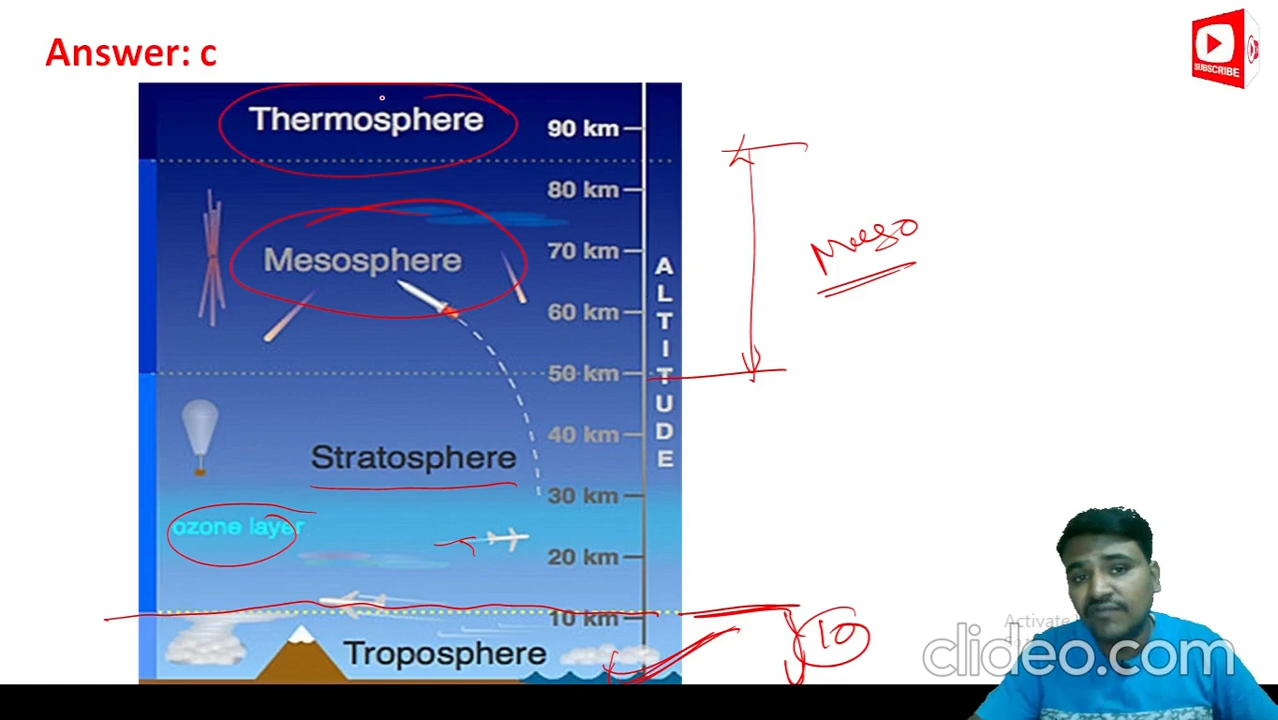 Answer: c
SUBSCRIBE
Thermosphere
90 km
80 km
Mesosphere
70 km
Meso
60 km
50 km
40 km
ALTITUDE
Stratosphere
30 km
ozone layer
20 km
10 km
10
Troposphere
Activate
clideo.com